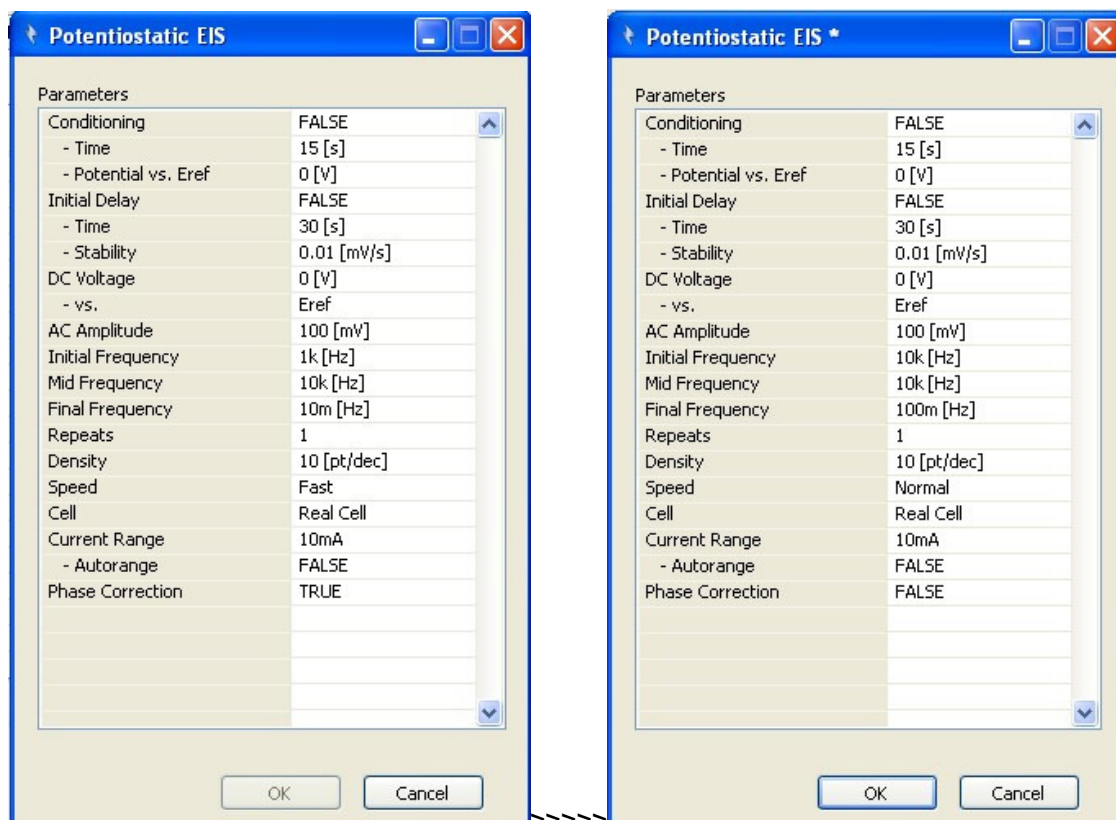 Potentiostatic EIS
Parameters
Conditioning FALSE
- Time 15 [s]
- Potential vs. Eref 0 [V]
Initial Delay FALSE
- Time 30 [s]
- Stability 0.01 [mV/s]
DC Voltage 0 [V]
- vs. Eref
AC Amplitude 100 [mV]
Initial Frequency 1k [Hz]
Mid Frequency 10k [Hz]
Final Frequency 10m [Hz]
Repeats 1
Density 10 [pt/dec]
Speed Fast
Cell Real Cell
Current Range 10mA
- Autorange FALSE
Phase Correction TRUE
OK Cancel
>>>>>
Potentiostatic EIS *
Parameters
Conditioning FALSE
- Time 15 [s]
- Potential vs. Eref 0 [V]
Initial Delay FALSE
- Time 30 [s]
- Stability 0.01 [mV/s]
DC Voltage 0 [V]
- vs. Eref
AC Amplitude 100 [mV]
Initial Frequency 10k [Hz]
Mid Frequency 10k [Hz]
Final Frequency 100m [Hz]
Repeats 1
Density 10 [pt/dec]
Speed Normal
Cell Real Cell
Current Range 10mA
- Autorange FALSE
Phase Correction FALSE
OK Cancel